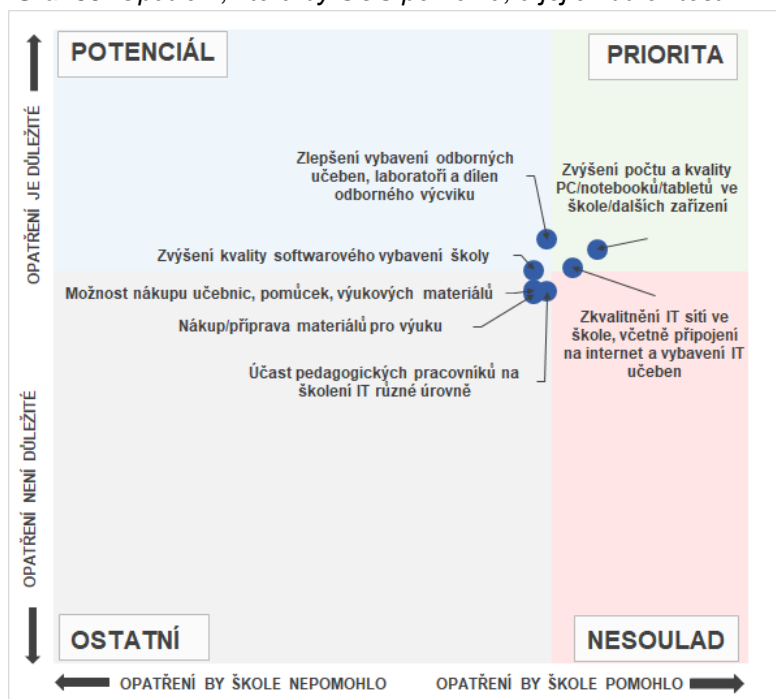 POTENCIÁL
PRIORITA
Zlepšení vybavení odborných
učeben, laboratoří a dílen
odborného výcviku
Zvýšení počtu a kvality
PC/notebooků/tabletů ve
škole/dalších zařízení
Zvýšení kvality softwarového vybavení školy
Možnost nákupu učebnic, pomůcek, výukových materiálů
Nákup/příprava materiálů pro výuku
Zkvalitnění IT sítí ve
škole, včetně připojení
na internet a vybavení IT
učeben
Účast pedagogických pracovníků na
školení IT různé úrovně
OPATŘENÍ JE DŮLEŽITÉ
OPATŘENÍ NENÍ DŮLEŽITÉ
OSTATNÍ
NESOULAD
OPATŘENÍ BY ŠKOLE NEPOMOHLO
OPATŘENÍ BY ŠKOLE POMOHLO